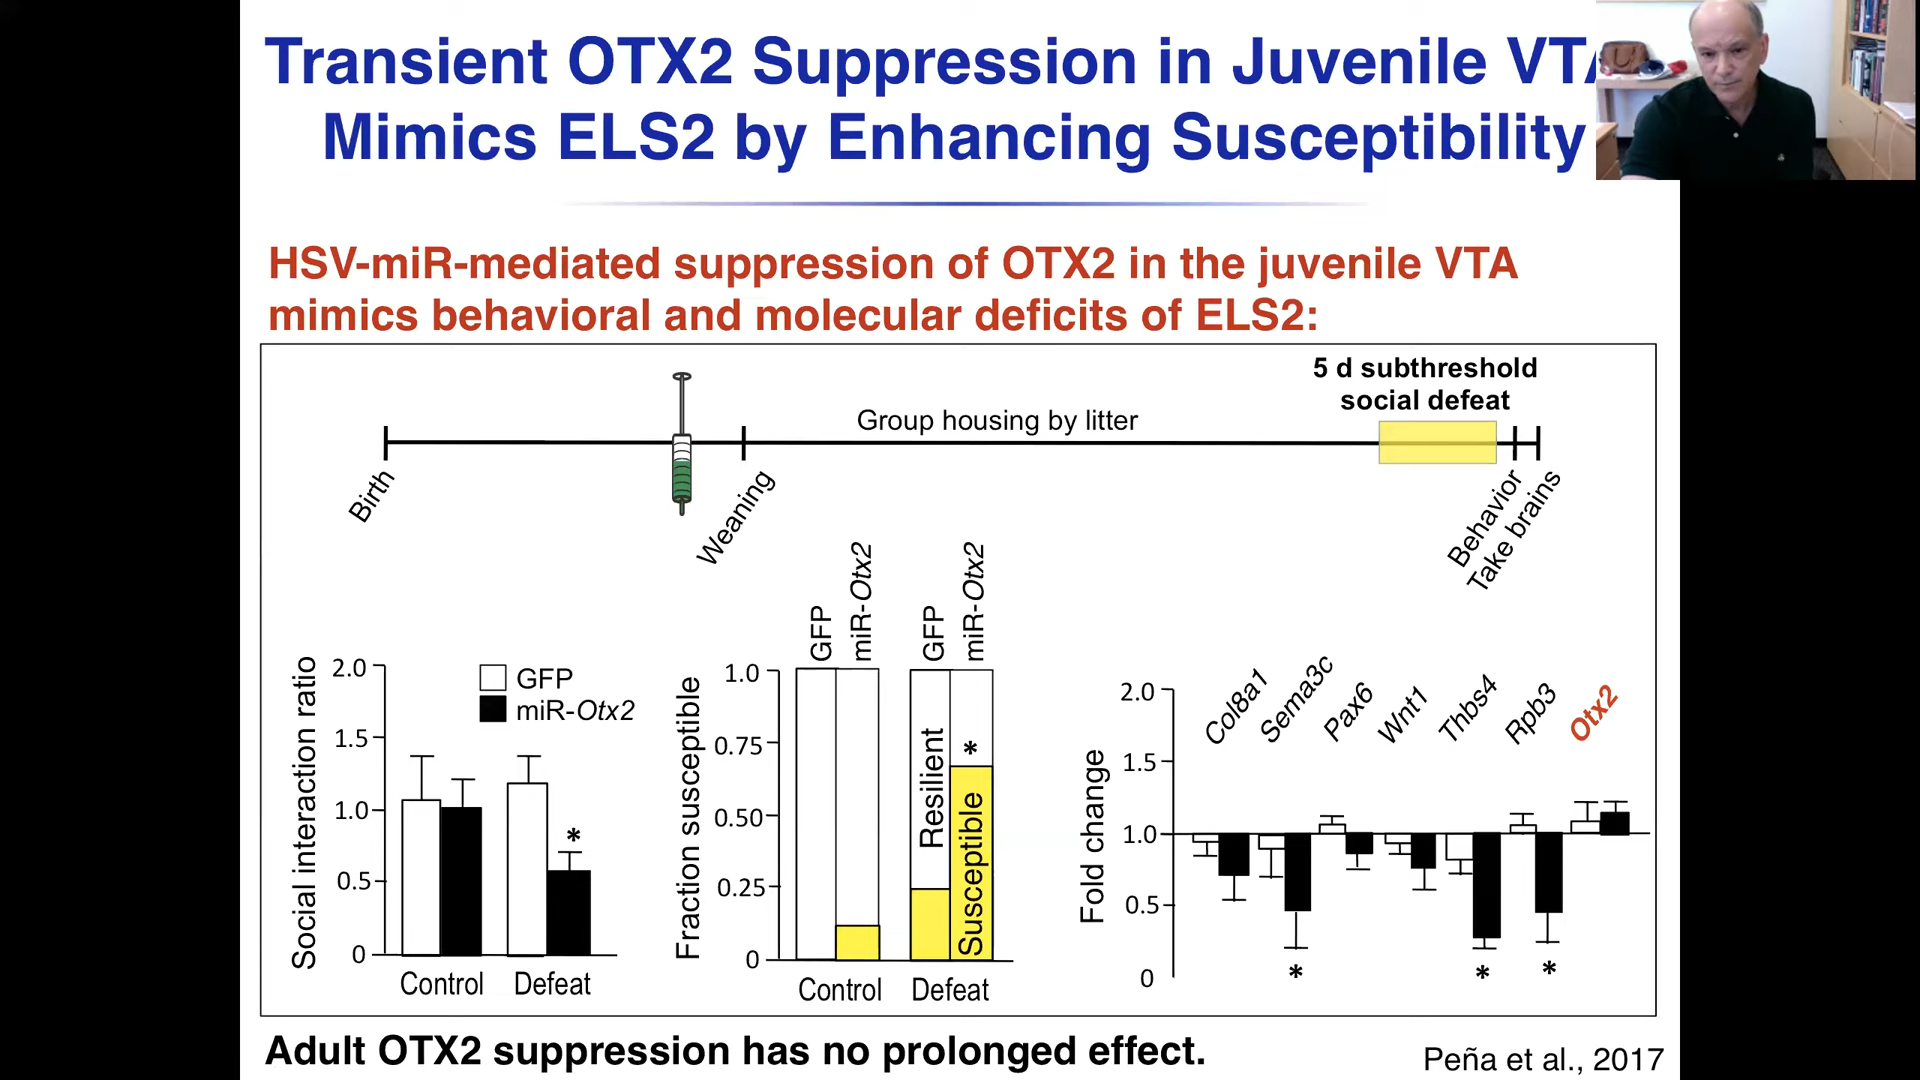 Transient OTX2 Suppression in Juvenile VTA
Mimics ELS2 by Enhancing Susceptibility
HSV-miR-mediated suppression of OTX2 in the juvenile VTA
mimics behavioral and molecular deficits of ELS2:
5 d subthreshold
social defeat
Group housing by litter
Birth
Weaning
Behavior
Take brains
Social interaction ratio
2.0
1.5
1.0
0.5
0
GFP
miR-Otx2
*
Control
Defeat
Fraction susceptible
1.0
0.75
0.50
0.25
0
GFP
miR-Otx2
GFP
miR-Otx2
Resilient
*
Susceptible
Control
Defeat
Fold change
2.0
1.5
1.0
0.5
0
Col8a1
Sema3c
Pax6
Wnt1
Thbs4
Rpb3
Otx2
*
*
*
Adult OTX2 suppression has no prolonged effect.
Peña et al., 2017